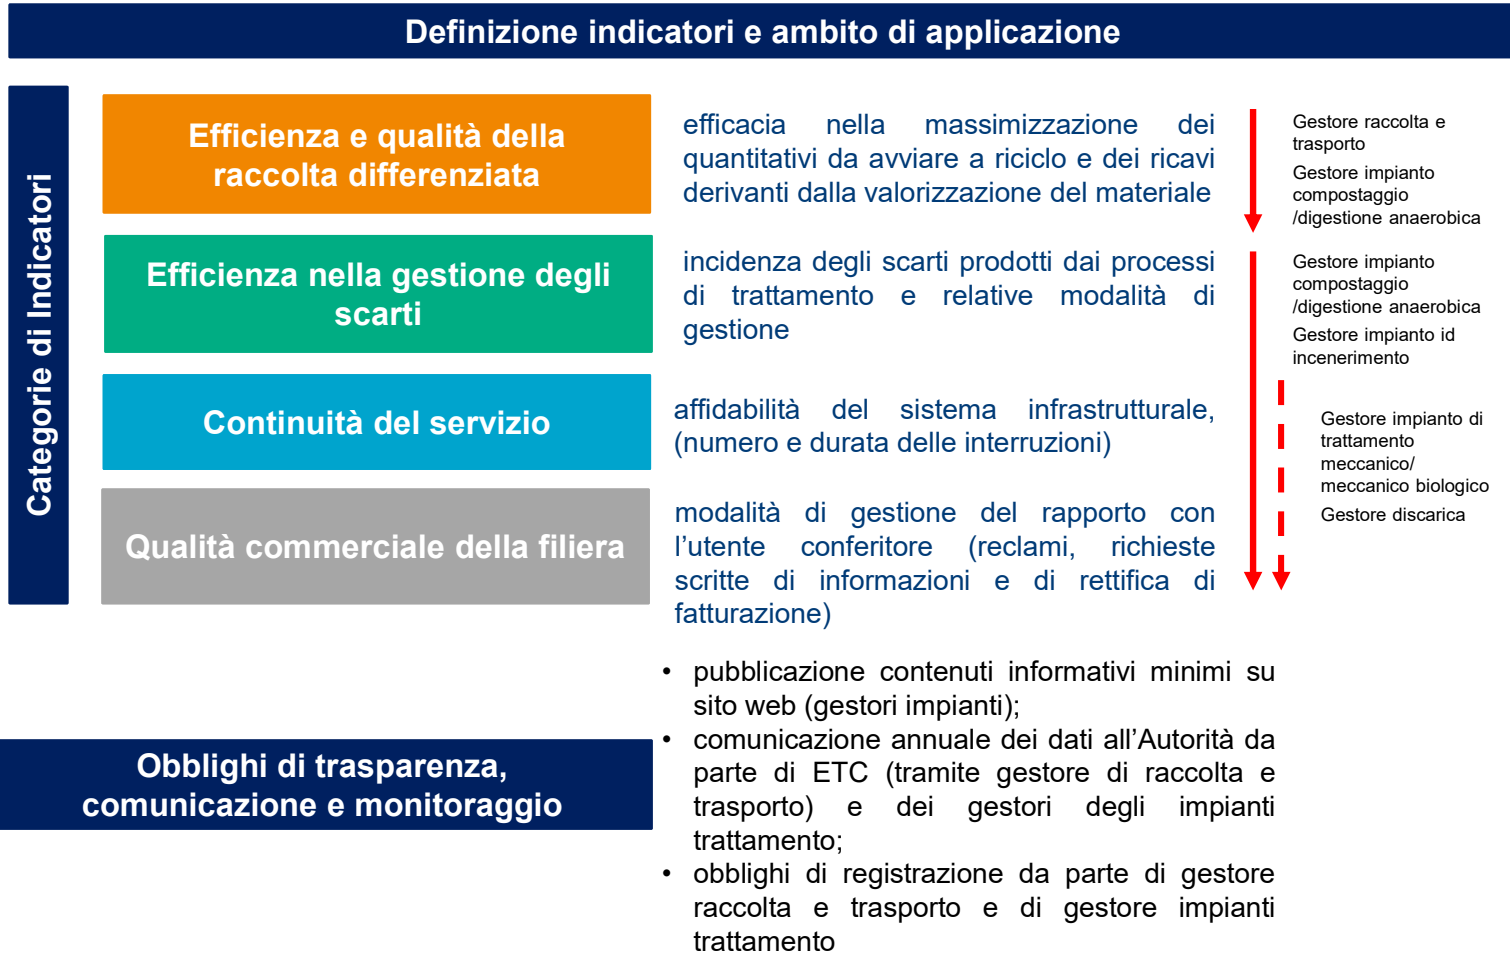 Definizione indicatori e ambito di applicazione
Categorie di Indicatori
Efficienza e qualità della
raccolta differenziata
efficacia nella massimizzazione dei
quantitativi da avviare a riciclo e dei ricavi
derivanti dalla valorizzazione del materiale
Gestore raccolta e
trasporto
Gestore impianto
compostaggio
/digestione anaerobica
Efficienza nella gestione degli
scarti
incidenza degli scarti prodotti dai processi
di trattamento e relative modalità di
gestione
Gestore impianto
compostaggio
/digestione anaerobica
Gestore impianto id
incenerimento
Continuità del servizio
affidabilità del sistema infrastrutturale,
(numero e durata delle interruzioni)
Gestore impianto di
trattamento
meccanico/
meccanico biologico
Gestore discarica
Qualità commerciale della filiera
modalità di gestione del rapporto con
l’utente conferitore (reclami, richieste
scritte di informazioni e di rettifica di
fatturazione)
Obblighi di trasparenza,
comunicazione e monitoraggio
• pubblicazione contenuti informativi minimi su
sito web (gestori impianti);
• comunicazione annuale dei dati all’Autorità da
parte di ETC (tramite gestore di raccolta e
trasporto) e dei gestori degli impianti
trattamento;
• obblighi di registrazione da parte di gestore
raccolta e trasporto e di gestore impianti
trattamento